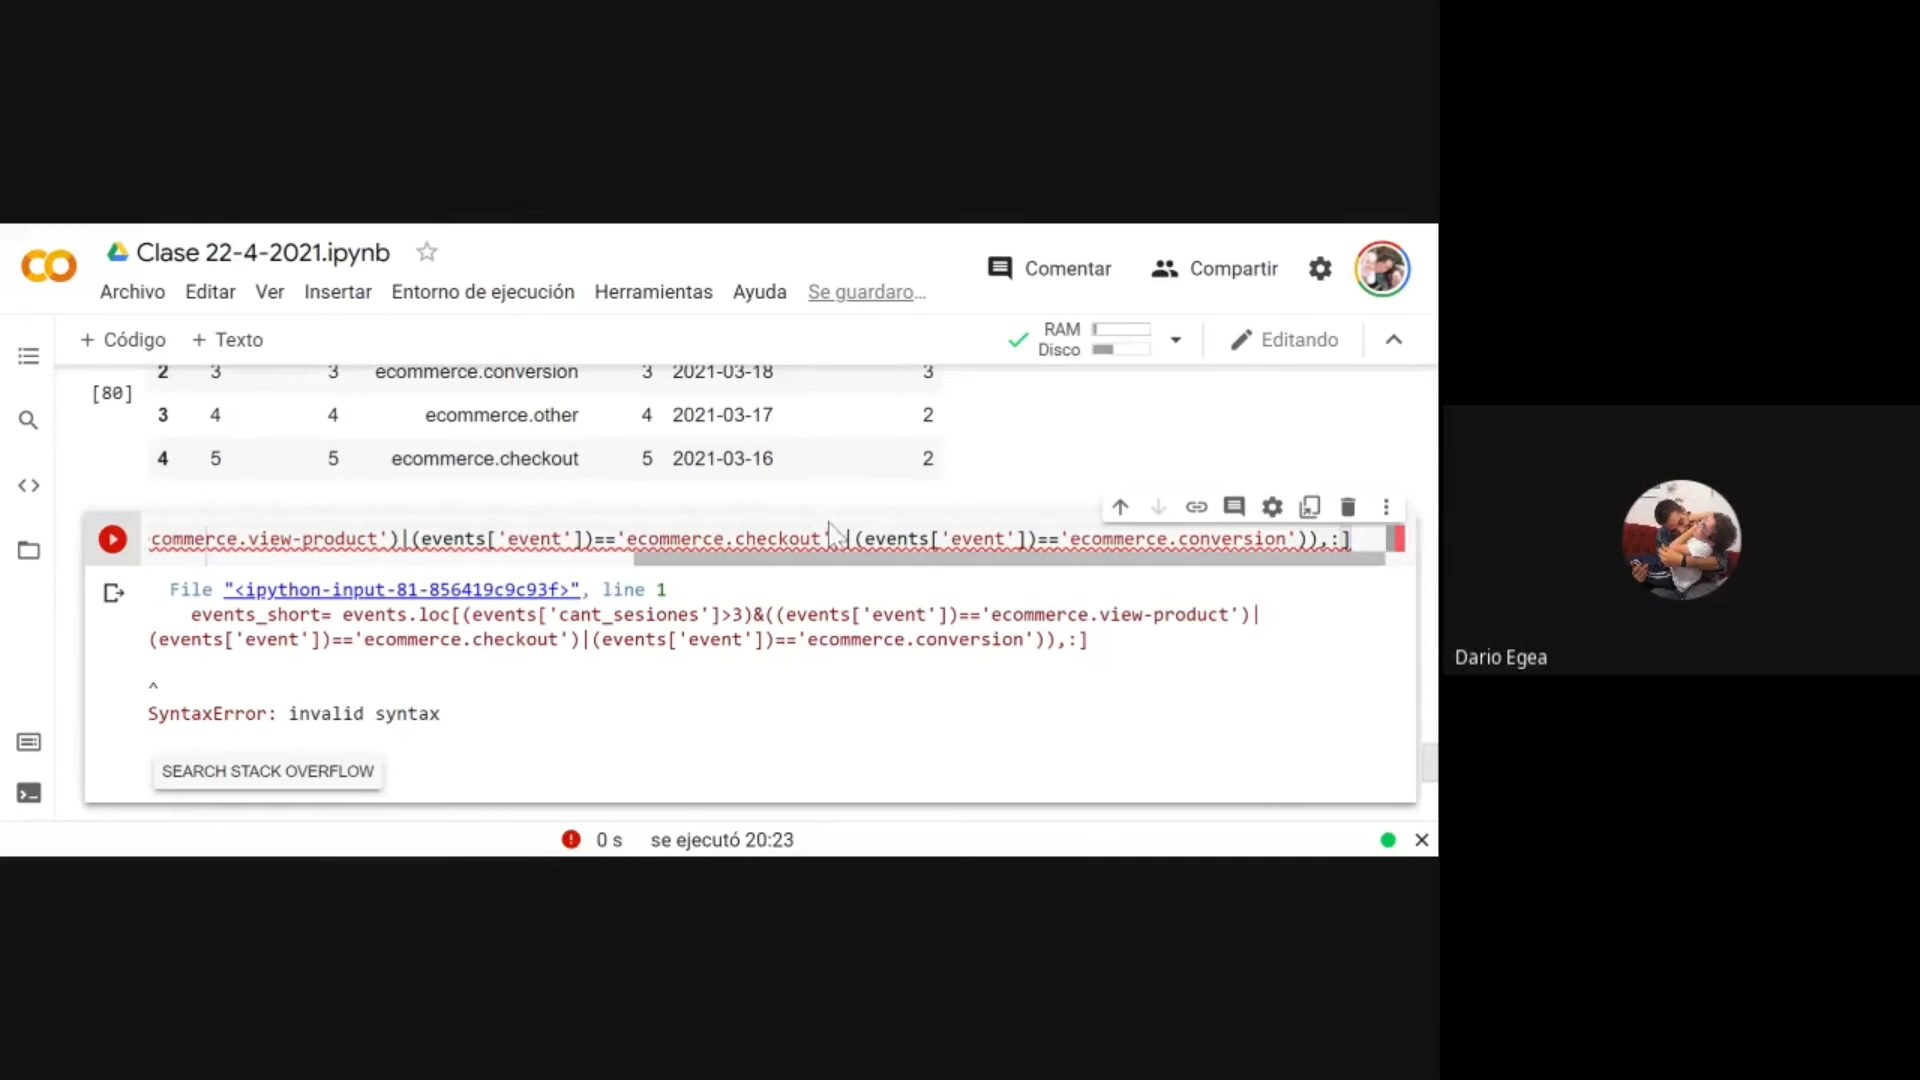 Clase 22-4-2021.ipynb
Comentar
Compartir
Archivo Editar Ver Insertar Entorno de ejecución Herramientas Ayuda Se guardaro...
+ Código + Texto
RAM
Disco
Editando
[80]
2 3 3 ecommerce.conversion 3 2021-03-18 3
3 4 4 ecommerce.other 4 2021-03-17 2
4 5 5 ecommerce.checkout 5 2021-03-16 2
commerce.view-product')|(events['event'])=='ecommerce.checkout')|(events['event'])=='ecommerce.conversion')),:]
File "<ipython-input-81-856419c9c93f>", line 1
events_short= events.loc[(events['cant_sesiones']>3)&((events['event'])=='ecommerce.view-product')|
(events['event'])=='ecommerce.checkout')|(events['event'])=='ecommerce.conversion')),:]
^
SyntaxError: invalid syntax
SEARCH STACK OVERFLOW
0 s se ejecutó 20:23
Dario Egea